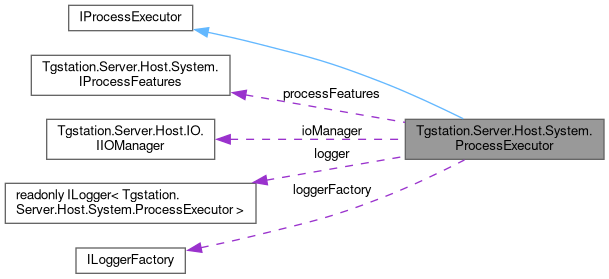 IProcessExecutor
Tgstation.Server.Host.System.
IProcessFeatures
processFeatures
Tgstation.Server.Host.IO.
IIOManager
ioManager
Tgstation.Server.Host.System.
ProcessExecutor
logger
readonly ILogger< Tgstation.
Server.Host.System.ProcessExecutor >
loggerFactory
ILoggerFactory